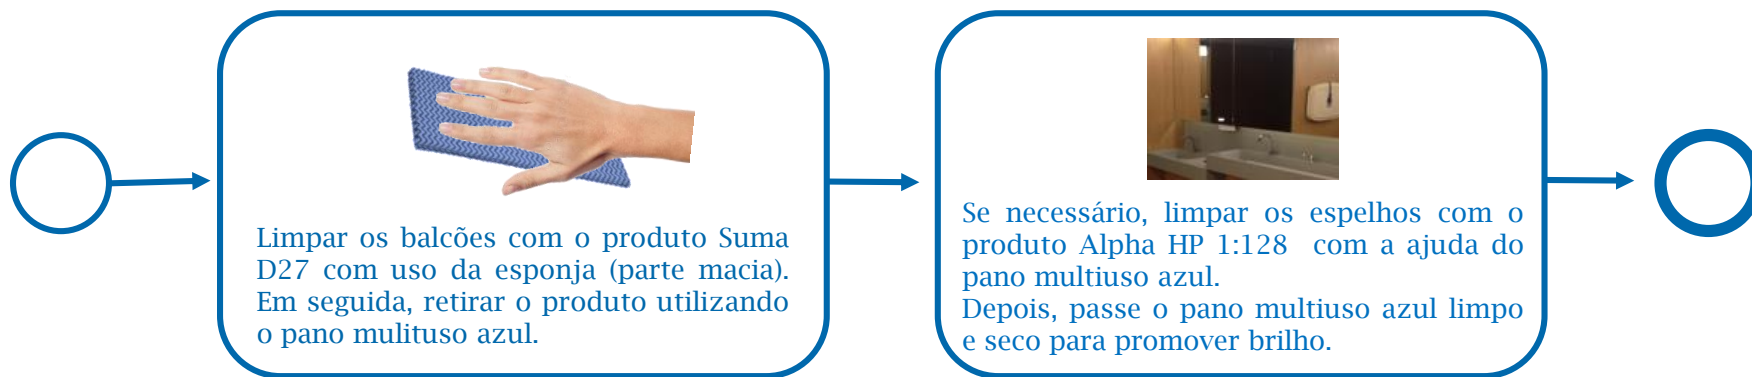 Limpar os balcões com o produto Suma
D27 com uso da esponja (parte macia).
Em seguida, retirar o produto utilizando
o pano mulituso azul.
Se necessário, limpar os espelhos com o
produto Alpha HP 1:128 com a ajuda do
pano multiuso azul.
Depois, passe o pano multiuso azul limpo
e seco para promover brilho.